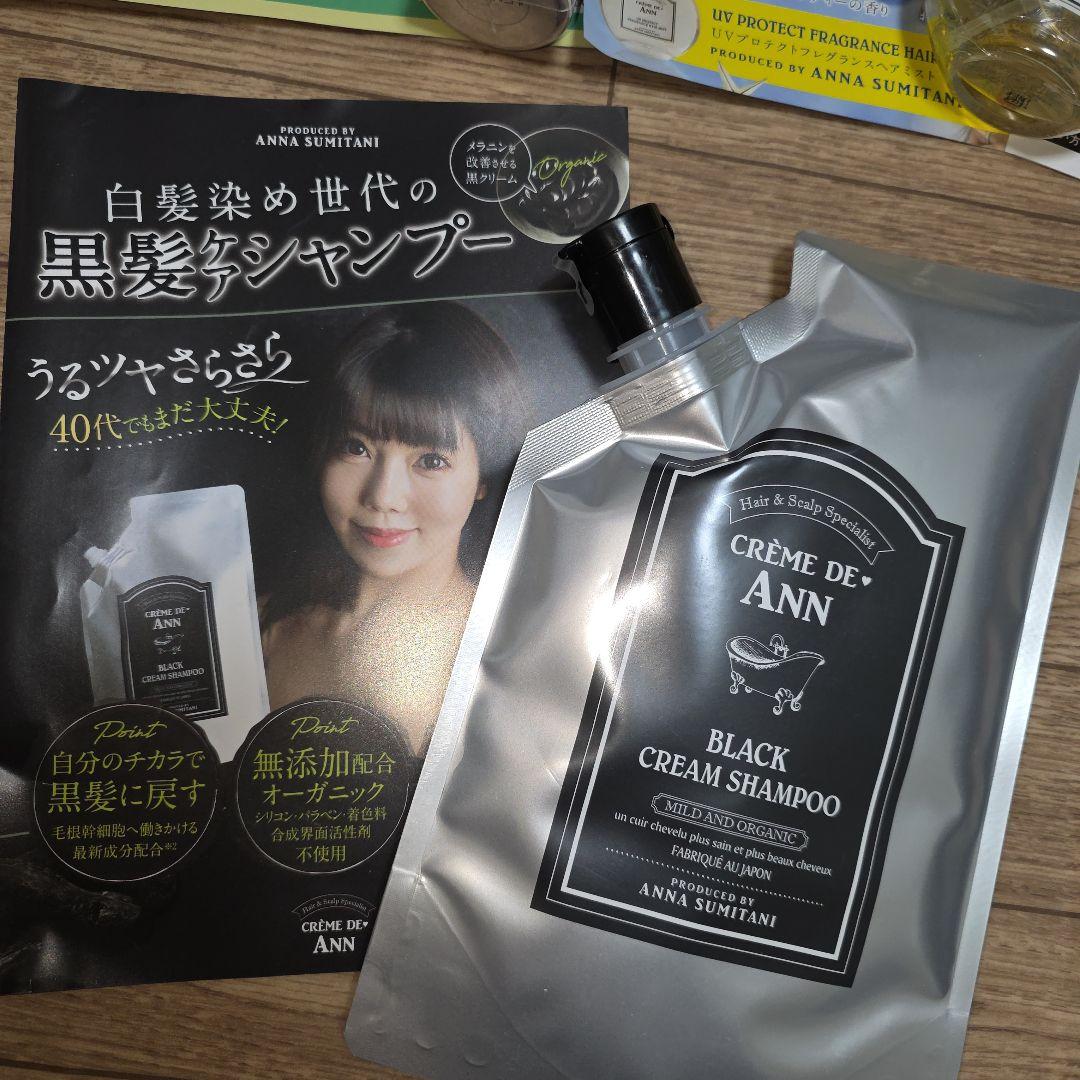 ANN
UV PROTECT FRAGRANCE HAIR
UVプロテクトフレグランスヘアミスト
PRODUCED BY ANNA SUMITANI
PRODUCED BY
ANNA SUMITANI
メラニンを
改善させる
黒クリーム
Organic
白髪染め世代の
黒髪ケアシャンプー
うるツヤさらさら
40代でもまだ大丈夫!
CRÈME DE♥
ANN
BLACK
CREAM SHAMPOO
ANNA SUMITANI
Point
自分のチカラで
黒髪に戻す
毛根幹細胞へ働きかける
最新成分配合※2
Point
無添加配合
オーガニック
シリコン・パラベン・着色料
合成界面活性剤
不使用
Hair & Scalp Specialist
CRÈME DE♥
ANN
Hair & Scalp Specialist
CRÈME DE♥
ANN
BLACK
CREAM SHAMPOO
MILD AND ORGANIC
un cuir chevelu plus sain et plus beaux cheveux
FABRIQUÉ AU JAPON
PRODUCED BY
ANNA SUMITANI